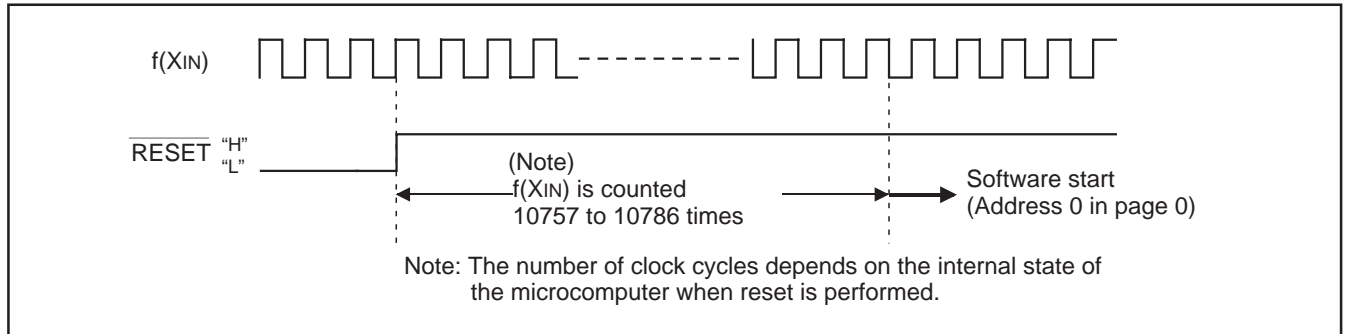 f(XIN)
RESET "H"
"L"
(Note)
f(XIN) is counted
10757 to 10786 times
Software start
(Address 0 in page 0)
Note: The number of clock cycles depends on the internal state of
the microcomputer when reset is performed.